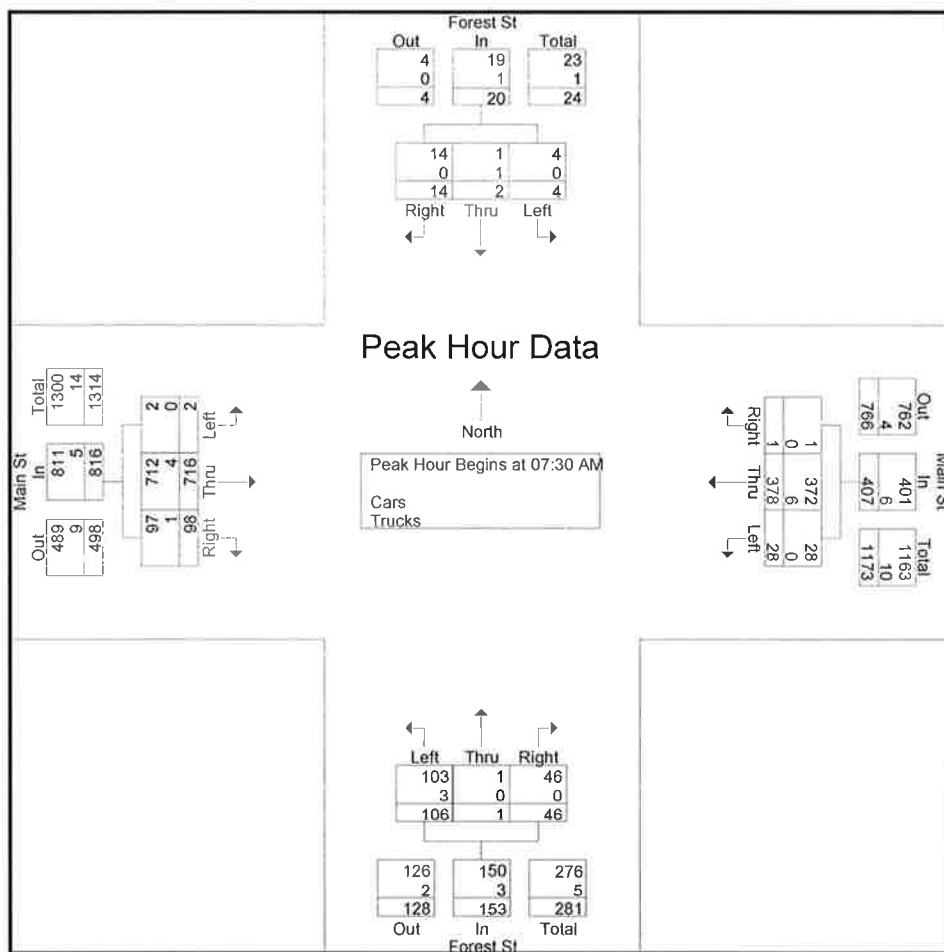 Forest St
Out In Total
4 19 23
0 1 1
4 20 24
14 1 4
0 1 0
14 2 4
Right Thru Left
Peak Hour Data
North
Peak Hour Begins at 07:30 AM
Cars
Trucks
Main St
Out In Total
489 811 1300
9 5 14
498 816 1314
Left Thru Right
2 712 97
0 4 1
2 716 98
Main St
Out In Total
762 401 1163
4 6 10
766 407 1173
1 372 28
0 6 0
1 378 28
Right Thru Left
Left Thru Right
103 1 46
3 0 0
106 1 46
126 150 276
2 3 5
128 153 281
Out In Total
Forest St